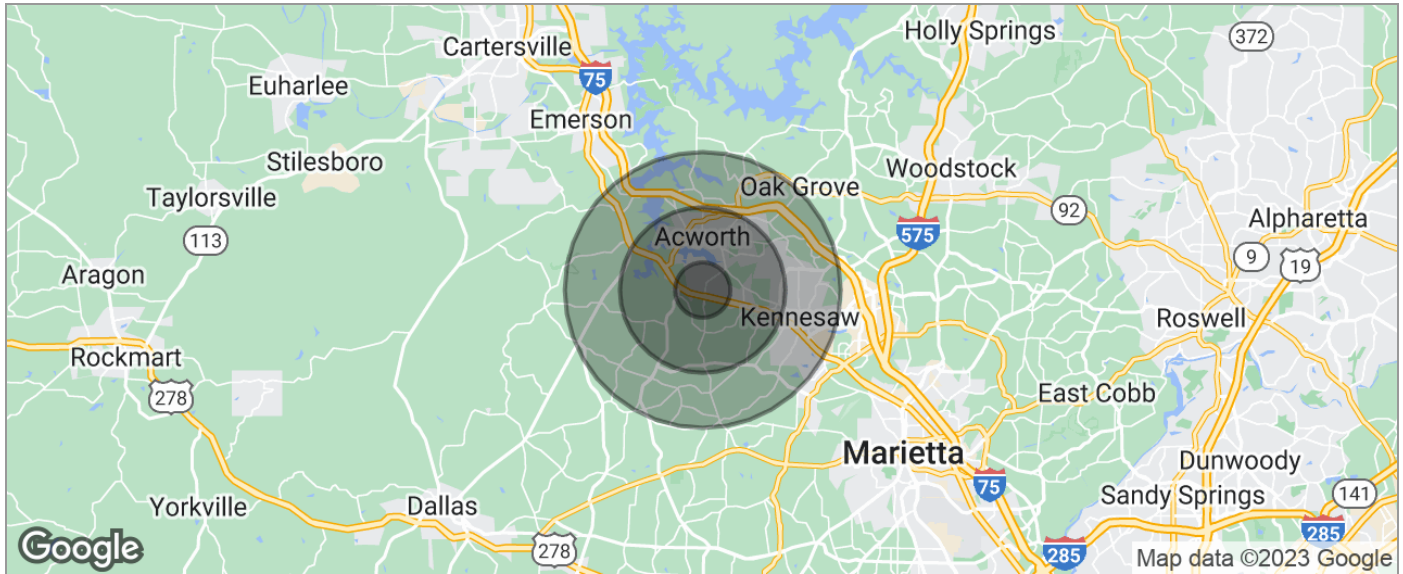 Holly Springs
372
Cartersville
75
Euharlee
Emerson
Stilesboro
Woodstock
Oak Grove
Taylorsville
92
Alpharetta
113
Acworth
575
9
19
Aragon
Kennesaw
Roswell
Rockmart
278
East Cobb
Marietta
Dunwoody
75
Sandy Springs
141
Yorkville
Dallas
285
278
285
Google
Map data ©2023 Google